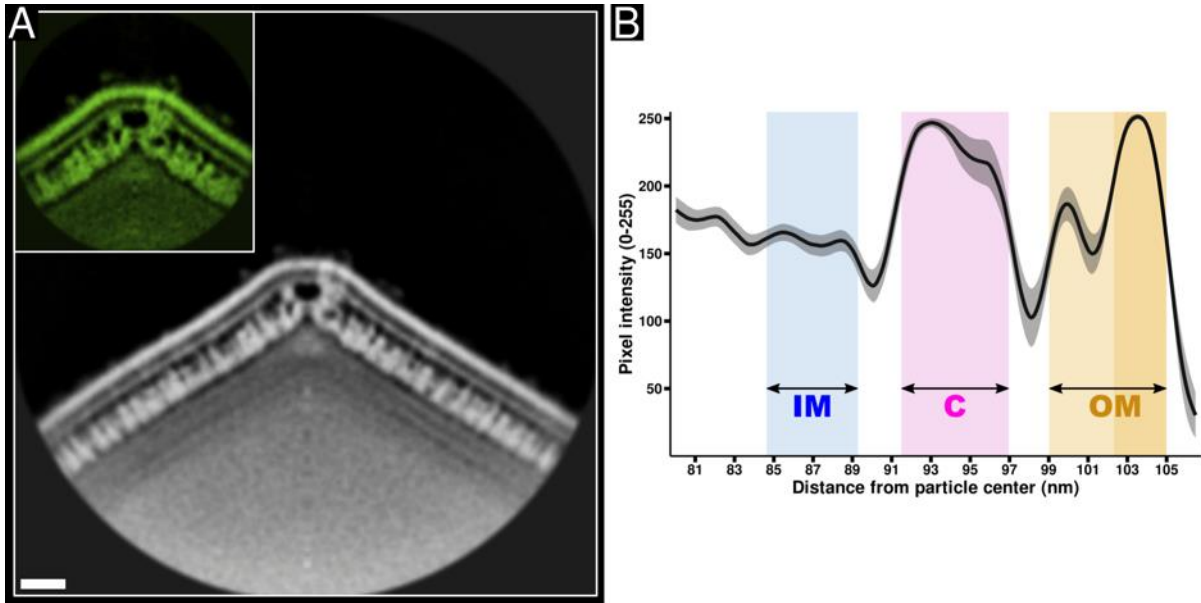 A
B
Pixel intensity (0-255)
250
200
150
100
50
IM
C
OM
81 83 85 87 89 91 93 95 97 99 101 103 105
Distance from particle center (nm)